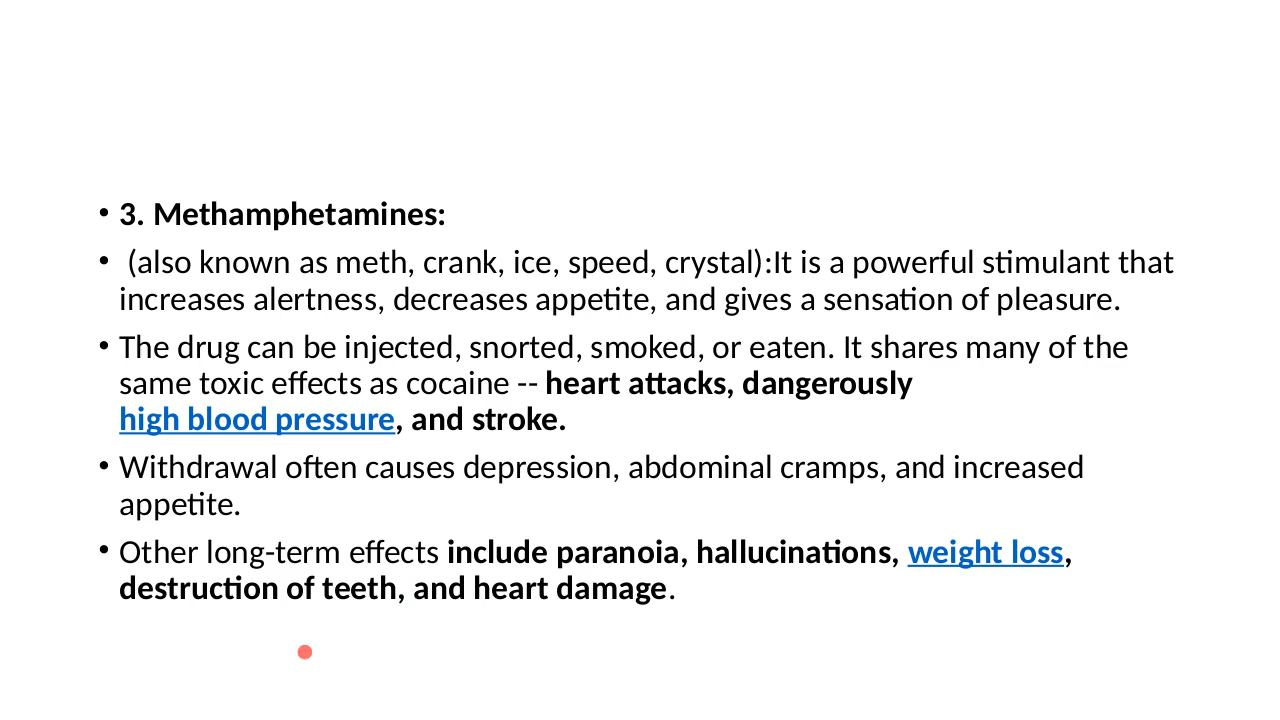 • 3. Methamphetamines:
• (also known as meth, crank, ice, speed, crystal):It is a powerful stimulant that
increases alertness, decreases appetite, and gives a sensation of pleasure.
• The drug can be injected, snorted, smoked, or eaten. It shares many of the
same toxic effects as cocaine -- heart attacks, dangerously
high blood pressure, and stroke.
• Withdrawal often causes depression, abdominal cramps, and increased
appetite.
• Other long-term effects include paranoia, hallucinations, weight loss,
destruction of teeth, and heart damage.